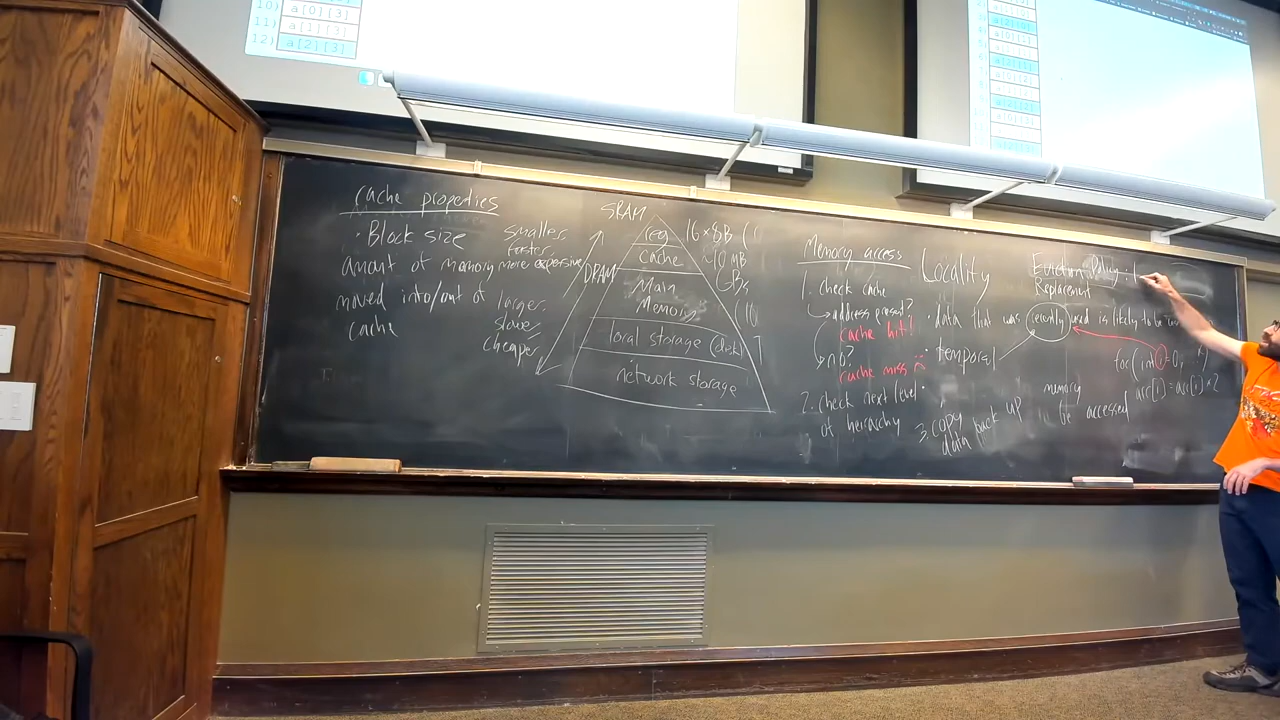 10) a[0][3]
11) a[1][3]
12) a[2][3]
cache properties
· Block size
amount of memory
moved into/out of
cache
smaller
faster
more expensive
larger
slower
cheaper
SRAM
DRAM
reg
Cache
Main
Memory
local storage (disk)
network storage
16 × 8B
~10 MB
GBs
Memory access
1. check cache
address present?
cache hit!
no?
cache miss
2. check next level
of heirarchy
3. copy
data back up
Locality
· data that was recently used is likely to be
· temporal
memory
to be accessed
for (int i=0;
arr[i] = arr[i] × 2
Eviction Policy:
Replacement